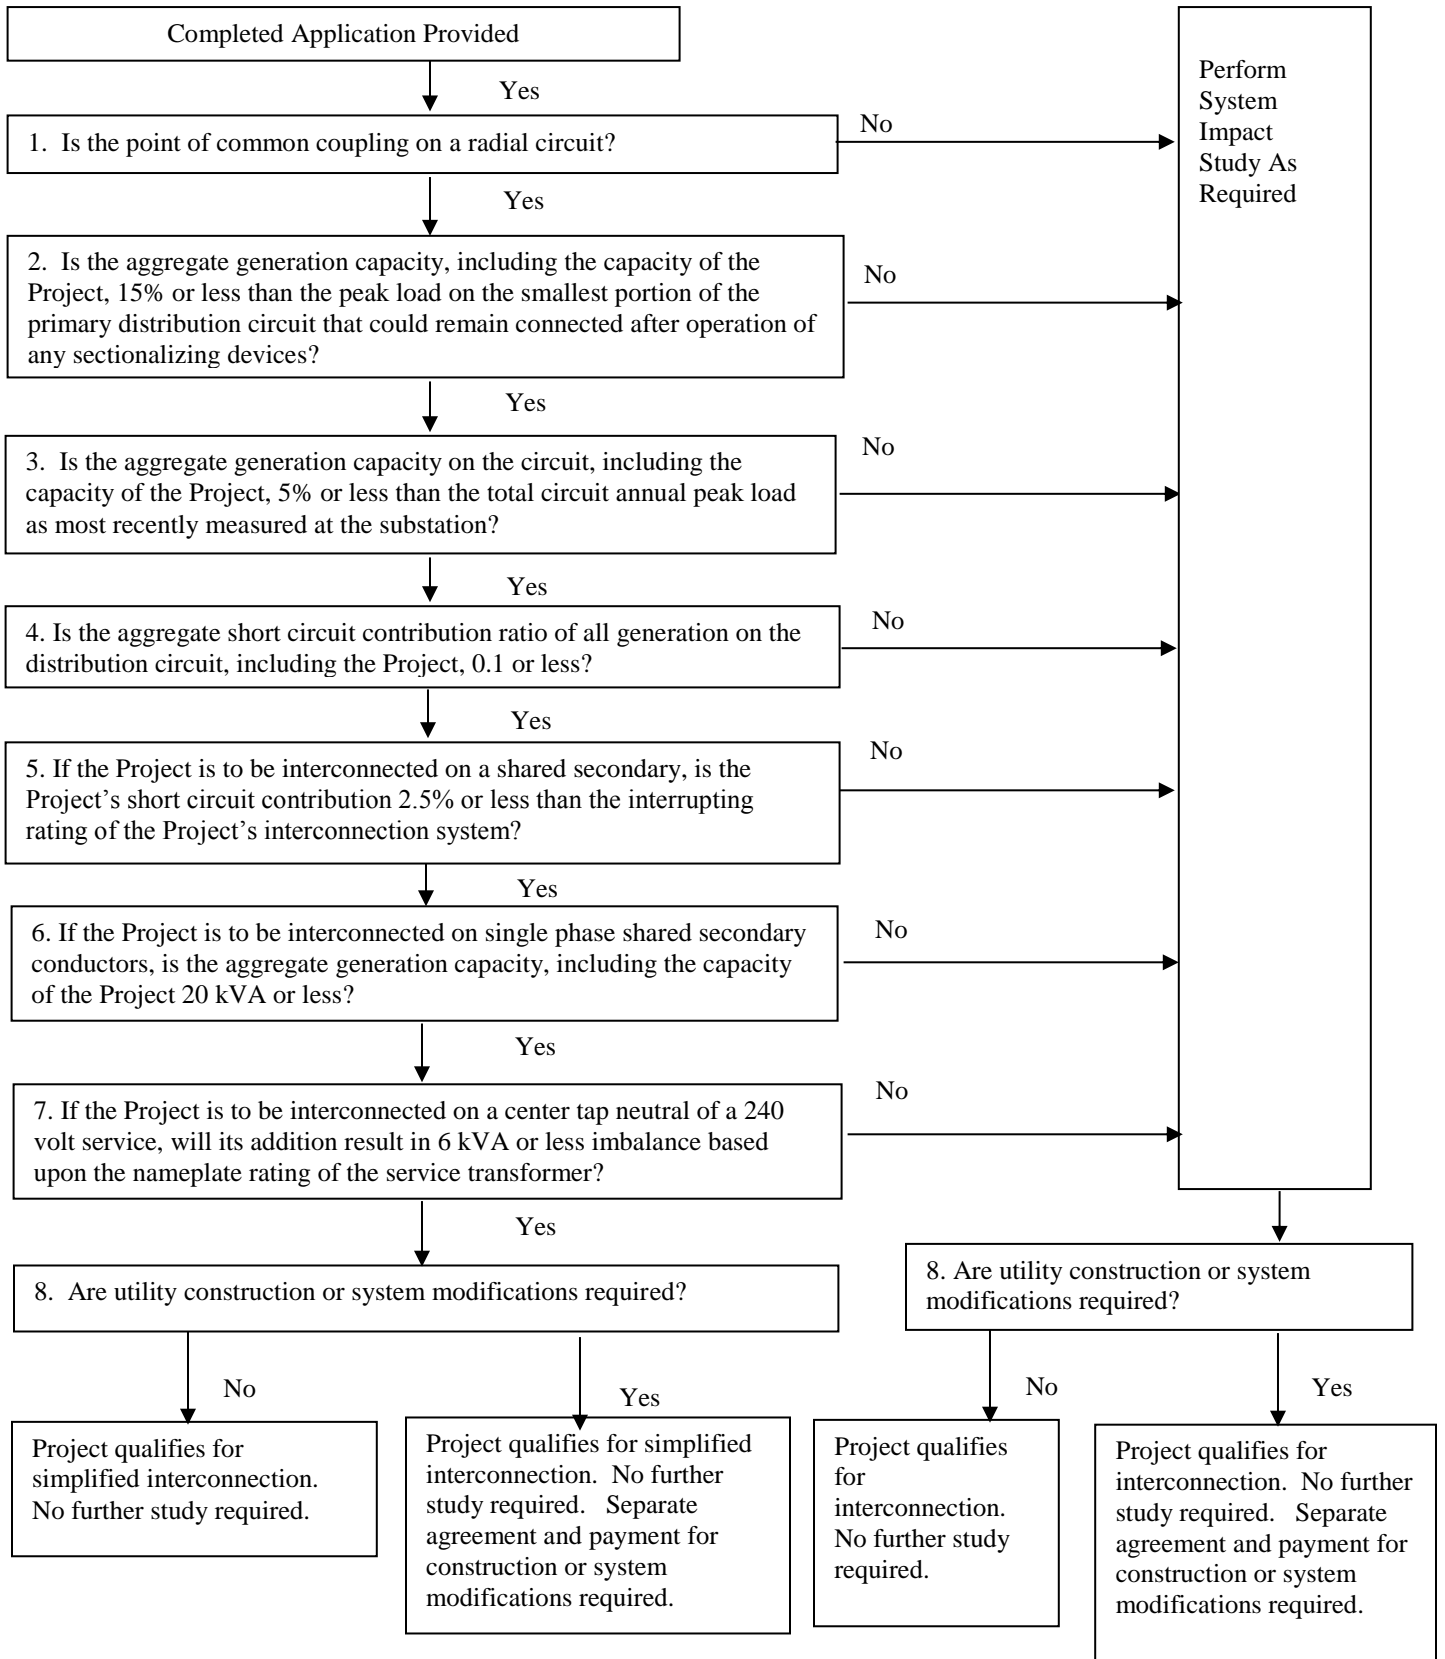 Completed Application Provided
Yes
1. Is the point of common coupling on a radial circuit?
No
Perform
System
Impact
Study As
Required
Yes
2. Is the aggregate generation capacity, including the capacity of the
Project, 15% or less than the peak load on the smallest portion of the
primary distribution circuit that could remain connected after operation of
any sectionalizing devices?
No
Yes
3. Is the aggregate generation capacity on the circuit, including the
capacity of the Project, 5% or less than the total circuit annual peak load
as most recently measured at the substation?
No
Yes
4. Is the aggregate short circuit contribution ratio of all generation on the
distribution circuit, including the Project, 0.1 or less?
No
Yes
5. If the Project is to be interconnected on a shared secondary, is the
Project’s short circuit contribution 2.5% or less than the interrupting
rating of the Project’s interconnection system?
No
Yes
6. If the Project is to be interconnected on single phase shared secondary
conductors, is the aggregate generation capacity, including the capacity
of the Project 20 kVA or less?
No
Yes
7. If the Project is to be interconnected on a center tap neutral of a 240
volt service, will its addition result in 6 kVA or less imbalance based
upon the nameplate rating of the service transformer?
No
Yes
8. Are utility construction or system modifications required?
8. Are utility construction or system
modifications required?
No
Yes
No
Yes
Project qualifies for
simplified interconnection.
No further study required.
Project qualifies for simplified
interconnection. No further
study required. Separate
agreement and payment for
construction or system
modifications required.
Project qualifies
for
interconnection.
No further study
required.
Project qualifies for
interconnection. No further
study required. Separate
agreement and payment for
construction or system
modifications required.